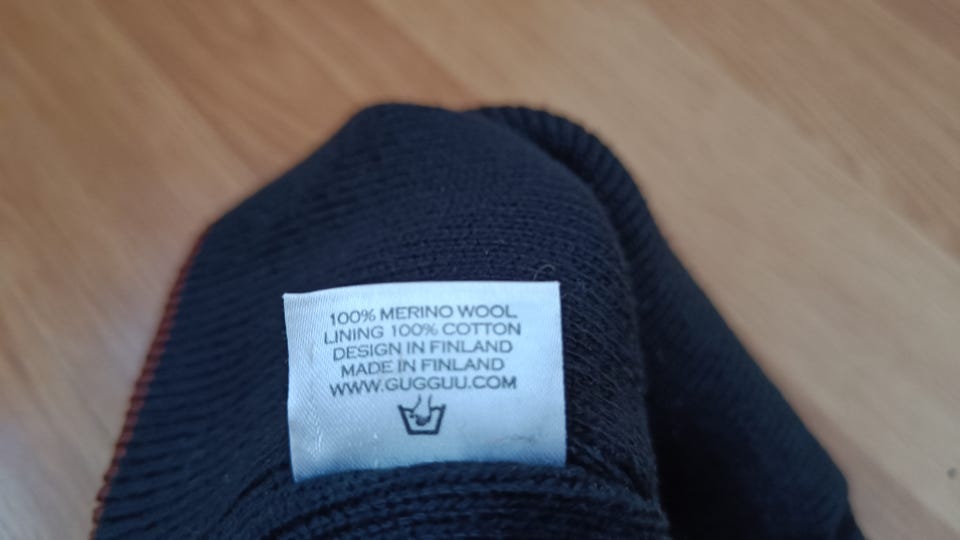 100% MERINO WOOL
LINING 100% COTTON
DESIGN IN FINLAND
MADE IN FINLAND
WWW.GUGGUU.COM